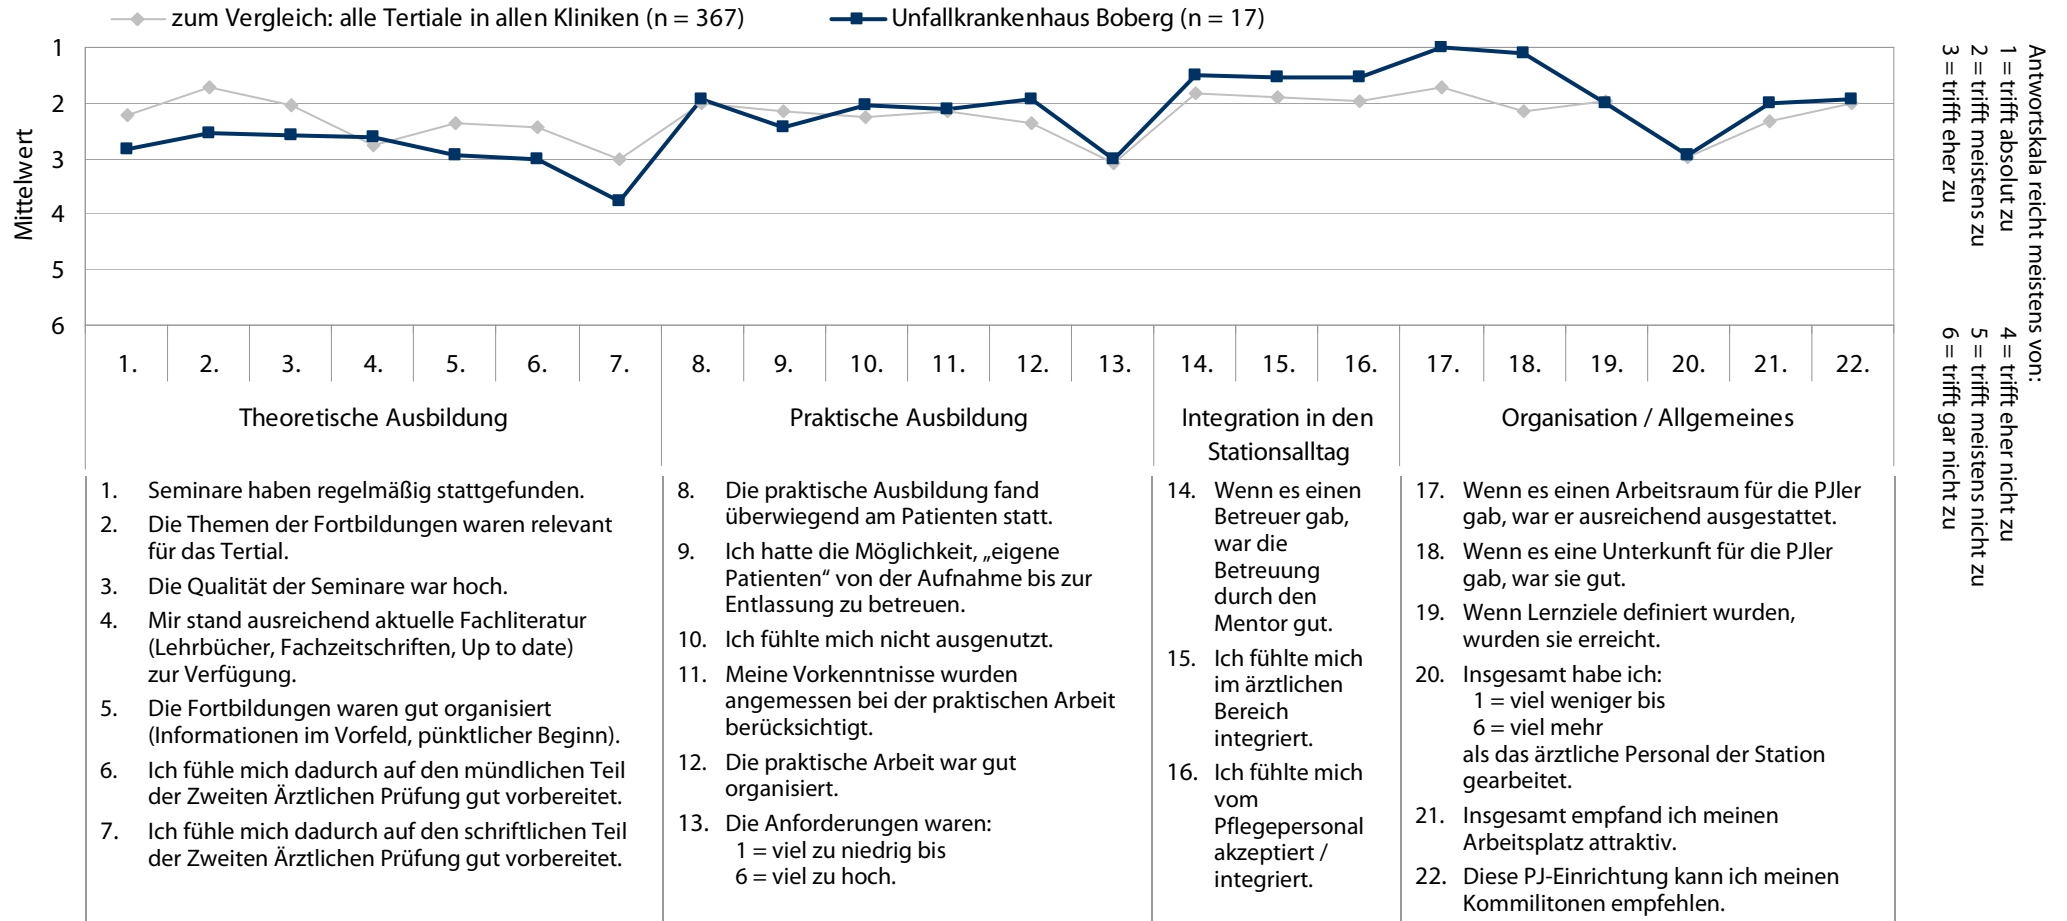 zum Vergleich: alle Tertiale in allen Kliniken (n = 367)
Unfallkrankenhaus Boberg (n = 17)
Mittelwert
1
2
3
4
5
6
1. 2. 3. 4. 5. 6. 7. 8. 9. 10. 11. 12. 13. 14. 15. 16. 17. 18. 19. 20. 21. 22.
Theoretische Ausbildung
Praktische Ausbildung
Integration in den
Stationsalltag
Organisation / Allgemeines
1. Seminare haben regelmäßig stattgefunden.
2. Die Themen der Fortbildungen waren relevant
für das Tertial.
3. Die Qualität der Seminare war hoch.
4. Mir stand ausreichend aktuelle Fachliteratur
(Lehrbücher, Fachzeitschriften, Up to date)
zur Verfügung.
5. Die Fortbildungen waren gut organisiert
(Informationen im Vorfeld, pünktlicher Beginn).
6. Ich fühle mich dadurch auf den mündlichen Teil
der Zweiten Ärztlichen Prüfung gut vorbereitet.
7. Ich fühle mich dadurch auf den schriftlichen Teil
der Zweiten Ärztlichen Prüfung gut vorbereitet.
8. Die praktische Ausbildung fand
überwiegend am Patienten statt.
9. Ich hatte die Möglichkeit, „eigene
Patienten“ von der Aufnahme bis zur
Entlassung zu betreuen.
10. Ich fühlte mich nicht ausgenutzt.
11. Meine Vorkenntnisse wurden
angemessen bei der praktischen Arbeit
berücksichtigt.
12. Die praktische Arbeit war gut
organisiert.
13. Die Anforderungen waren:
1 = viel zu niedrig bis
6 = viel zu hoch.
14. Wenn es einen
Betreuer gab,
war die
Betreuung
durch den
Mentor gut.
15. Ich fühlte mich
im ärztlichen
Bereich
integriert.
16. Ich fühlte mich
vom
Pflegepersonal
akzeptiert /
integriert.
17. Wenn es einen Arbeitsraum für die PJler
gab, war er ausreichend ausgestattet.
18. Wenn es eine Unterkunft für die PJler
gab, war sie gut.
19. Wenn Lernziele definiert wurden,
wurden sie erreicht.
20. Insgesamt habe ich:
1 = viel weniger bis
6 = viel mehr
als das ärztliche Personal der Station
gearbeitet.
21. Insgesamt empfand ich meinen
Arbeitsplatz attraktiv.
22. Diese PJ-Einrichtung kann ich meinen
Kommilitonen empfehlen.
Antwortskala reicht meistens von:
1 = trifft absolut zu
2 = trifft meistens zu
3 = trifft eher zu
4 = trifft eher nicht zu
5 = trifft meistens nicht zu
6 = trifft gar nicht zu